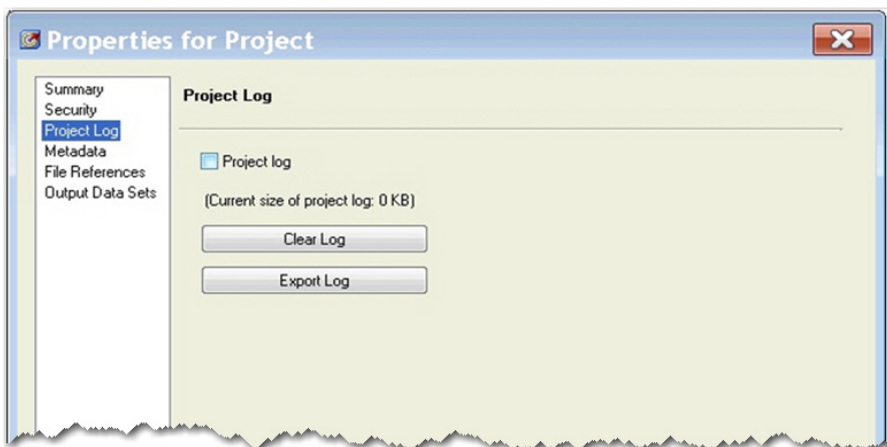 Properties for Project
Summary
Security
Project Log
Metadata
File References
Output Data Sets
Project Log
Project log
(Current size of project log: 0 KB)
Clear Log
Export Log